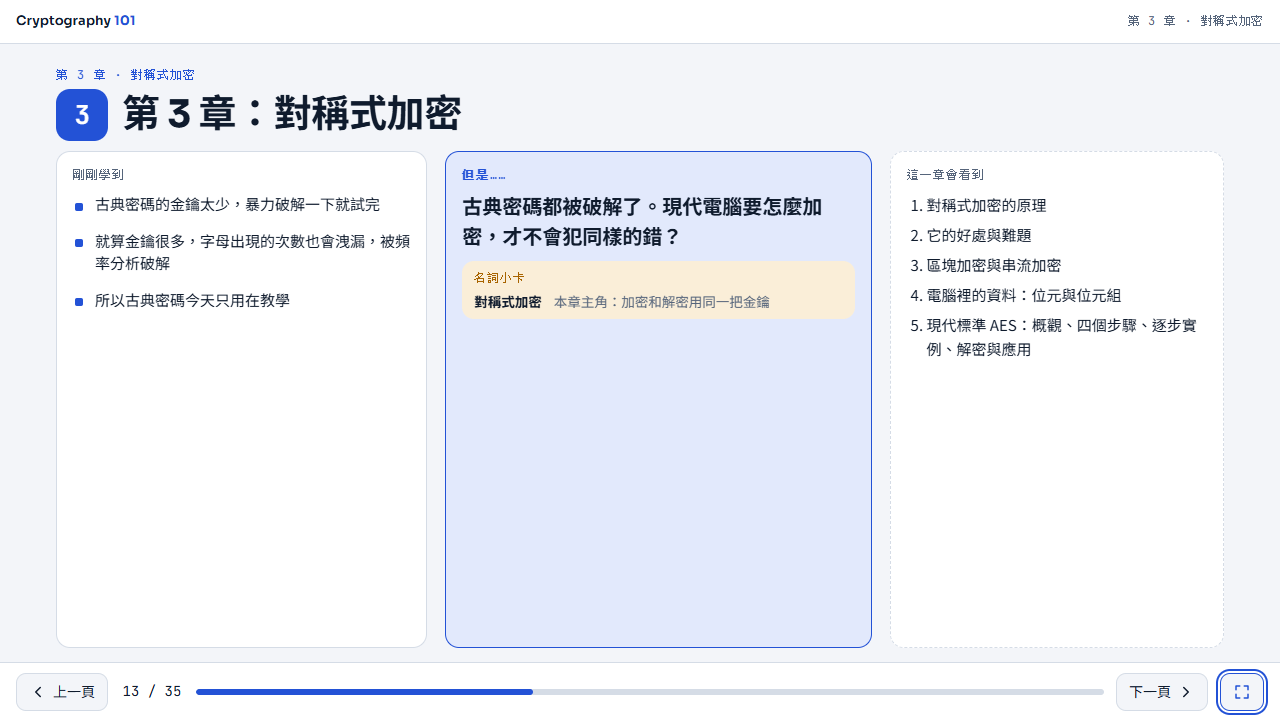 Cryptography 101
第 3 章 · 對稱式加密
第 3 章 · 對稱式加密
3
第 3 章：對稱式加密
剛剛學到
古典密碼的金鑰太少，暴力破解一下就試完
就算金鑰很多，字母出現的次數也會洩漏，被頻
率分析破解
所以古典密碼今天只用在教學
但是……
古典密碼都被破解了。現代電腦要怎麼加
密，才不會犯同樣的錯？
名詞小卡
對稱式加密 本章主角：加密和解密用同一把金鑰
這一章會看到
1. 對稱式加密的原理
2. 它的好處與難題
3. 區塊加密與串流加密
4. 電腦裡的資料：位元與位元組
5. 現代標準 AES：概觀、四個步驟、逐步實
例、解密與應用
上一頁
13 / 35
下一頁